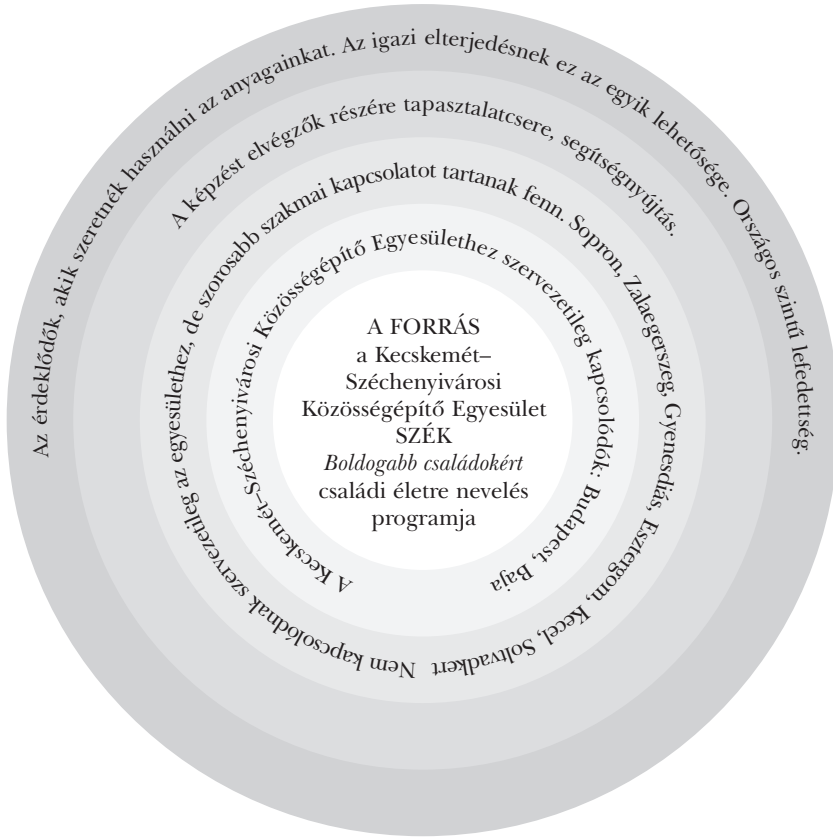 Az érdeklődők, akik szeretnék használni az anyagainkat. Az igazi elterjedésnek ez az egyik lehetősége. Országos szintű lefedettség.
A képzést elvégzők részére tapasztalatcsere, segítségnyújtás.
Nem kapcsolódnak szervezetileg az egyesülethez, de szorosabb szakmai kapcsolatot tartanak fenn. Sopron, Zalaegerszeg, Gyenesdiás, Esztergom, Kecel, Soltvadkert
A Kecskemét–Széchenyivárosi Közösségépítő Egyesülethez szervezetileg kapcsolódók: Budapest, Baja
A FORRÁS
a Kecskemét–
Széchenyivárosi
Közösségépítő Egyesület
SZÉK
Boldogabb családokért
családi életre nevelés
programja